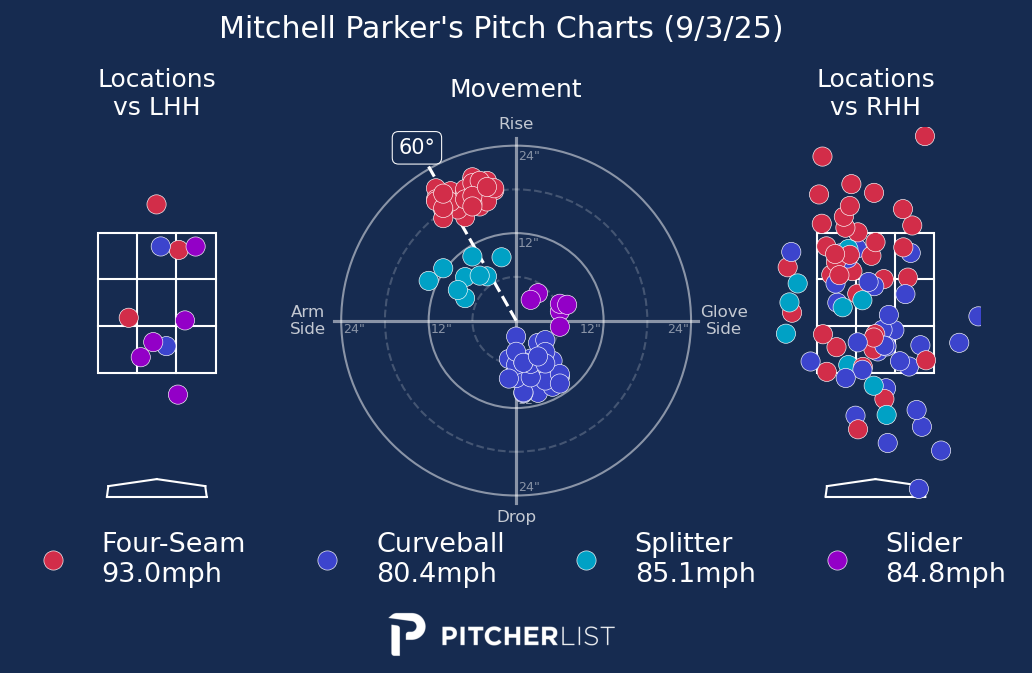 Mitchell Parker's Pitch Charts (9/3/25)
Locations
vs LHH
Movement
Locations
vs RHH
Rise
60°
24"
12"
Arm
Side
24"
12"
12"
24"
Glove
Side
24"
Drop
Four-Seam
93.0mph
Curveball
80.4mph
Splitter
85.1mph
Slider
84.8mph
PITCHERLIST